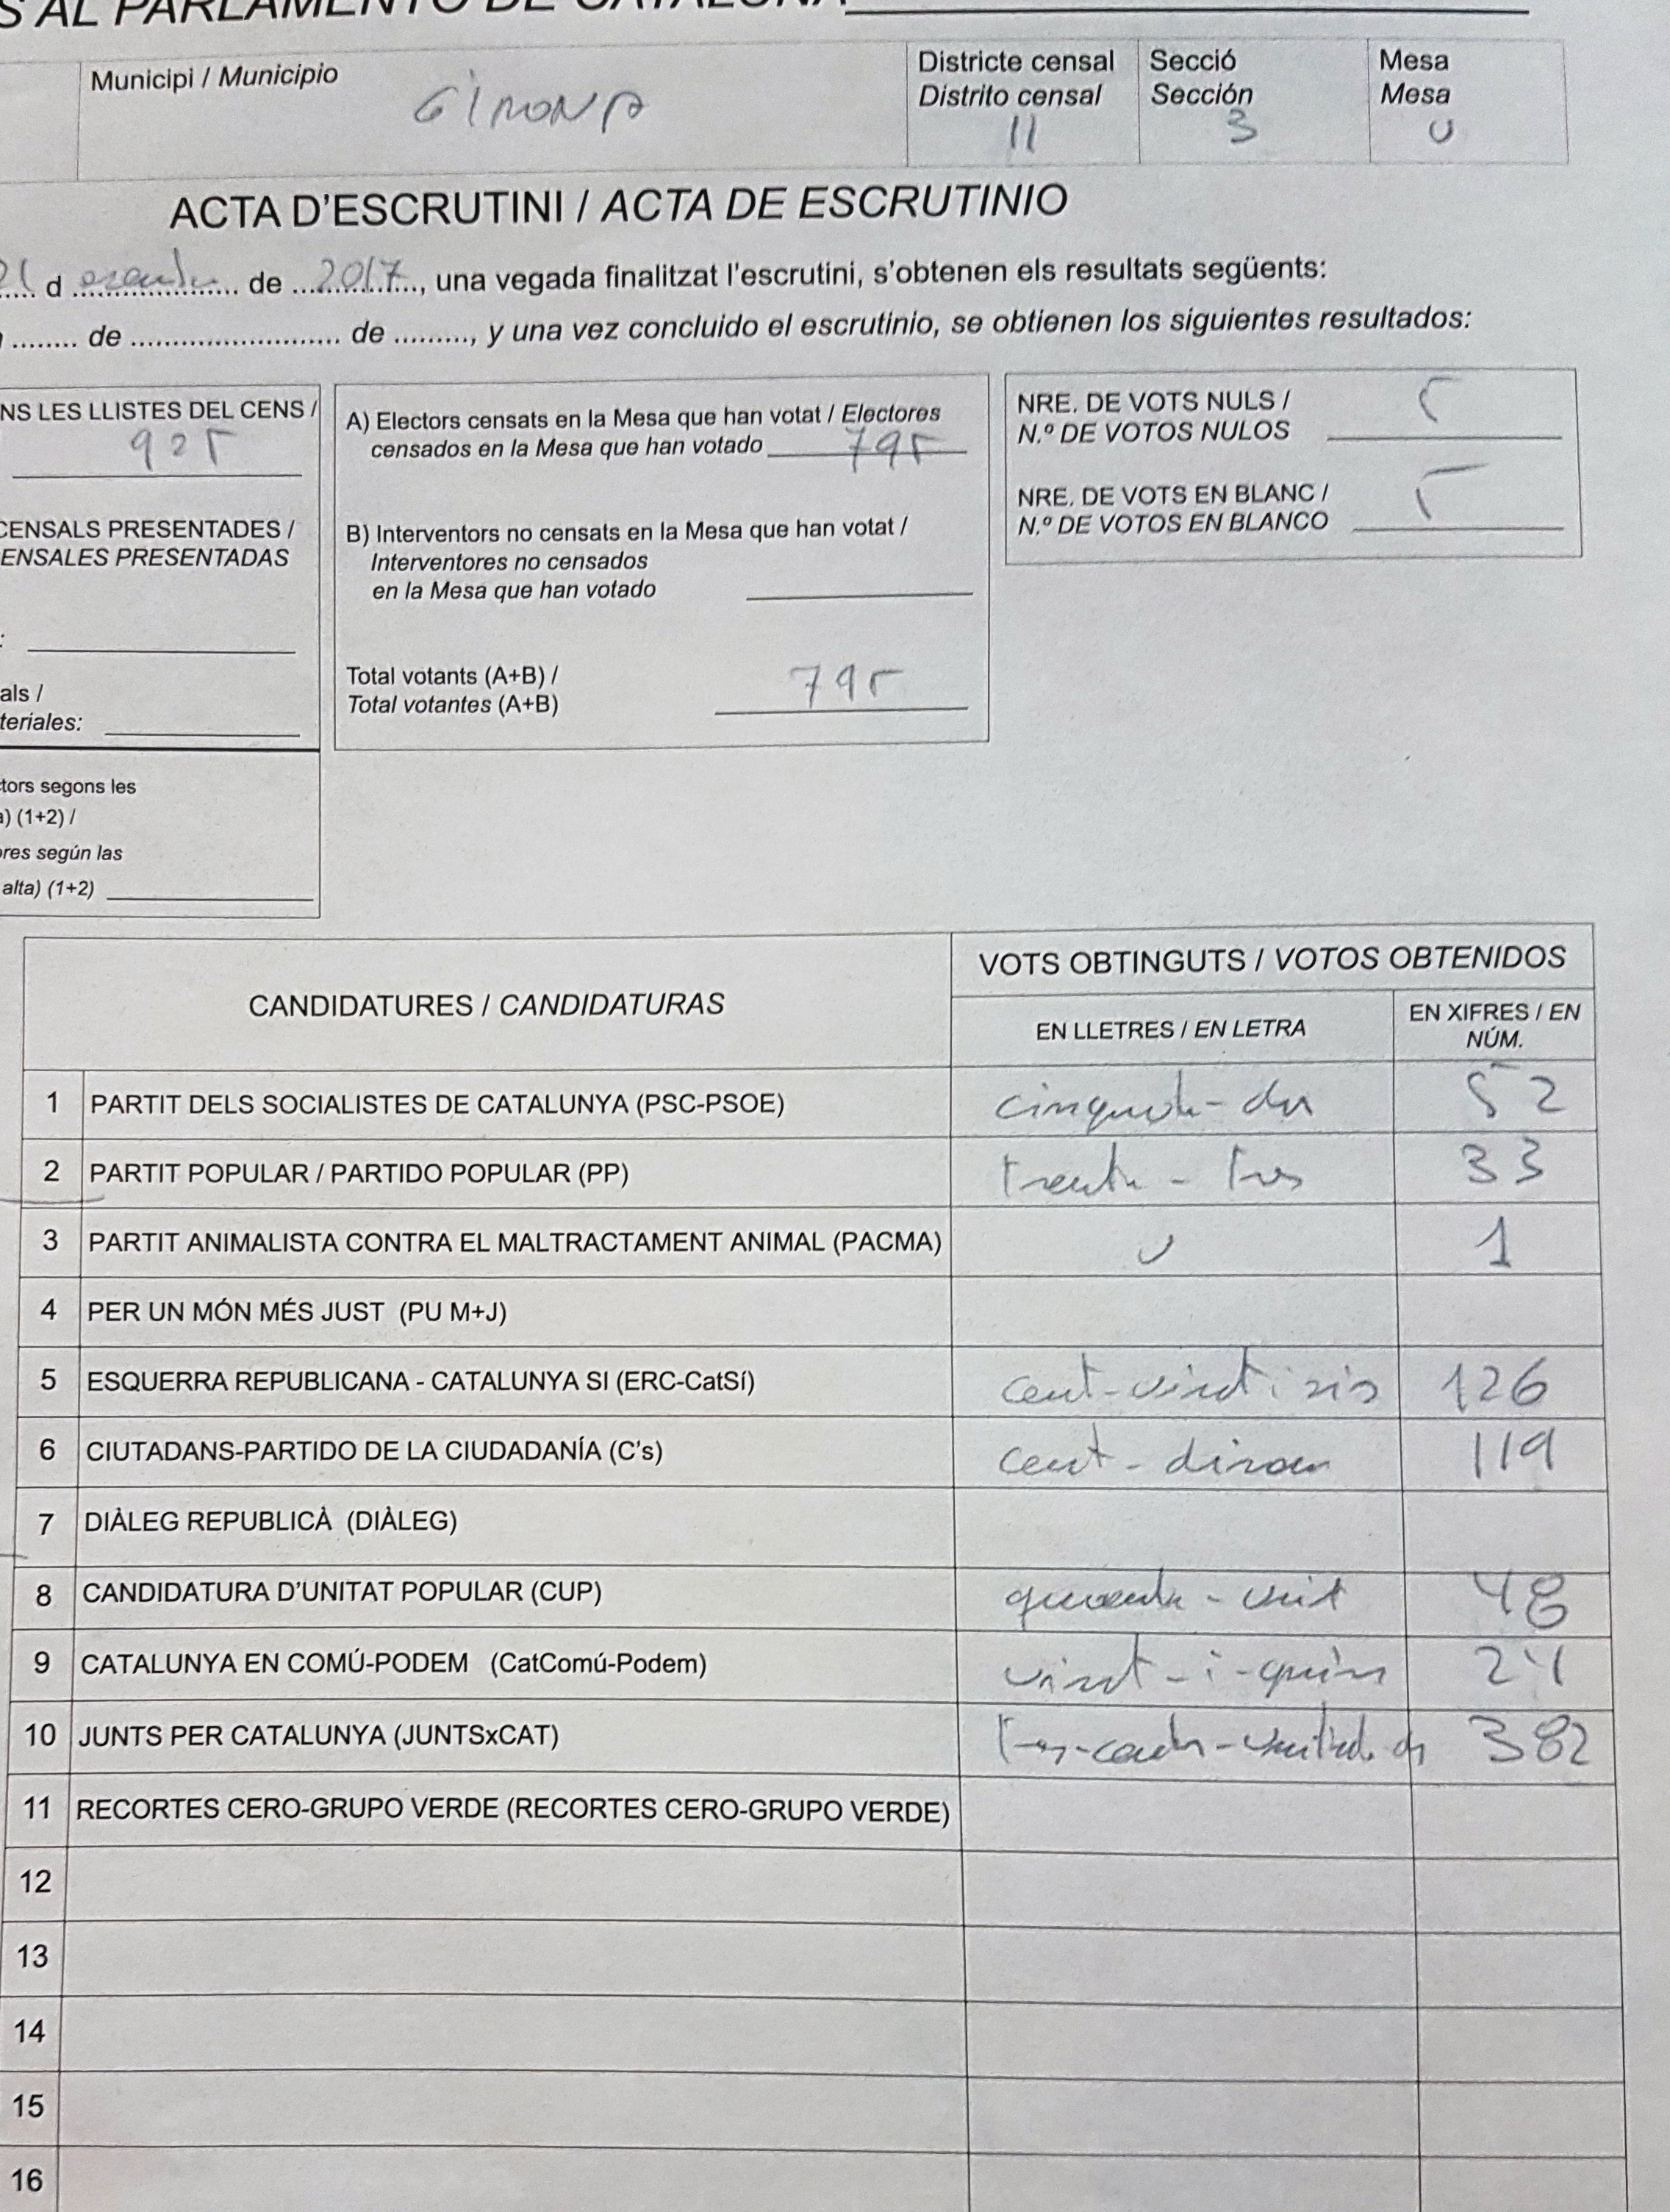 S AL PARLAMENTO DE CATALUÑA
Municipi / Municipio
GIRONA
Districte censal
Distrito censal
11
Secció
Sección
3
Mesa
Mesa
U
ACTA D'ESCRUTINI / ACTA DE ESCRUTINIO
21 d de 2017, una vegada finalitzat l'escrutini, s'obtenen els resultats següents:
de de , y una vez concluido el escrutinio, se obtienen los siguientes resultados:
NS LES LLISTES DEL CENS /
925
CENSALS PRESENTADES /
ENSALES PRESENTADAS
:
als /
teriales:
tors segons les
a) (1+2) /
ores según las
alta) (1+2)
A) Electors censats en la Mesa que han votat / Electores
censados en la Mesa que han votado 795
B) Interventors no censats en la Mesa que han votat /
Interventores no censados
en la Mesa que han votado
Total votants (A+B) /
Total votantes (A+B) 795
NRE. DE VOTS NULS /
N.º DE VOTOS NULOS 5
NRE. DE VOTS EN BLANC /
N.º DE VOTOS EN BLANCO 5
CANDIDATURES / CANDIDATURAS
VOTS OBTINGUTS / VOTOS OBTENIDOS
EN LLETRES / EN LETRA
EN XIFRES / EN
NÚM.
1 PARTIT DELS SOCIALISTES DE CATALUNYA (PSC-PSOE) cinquanta-dos 52
2 PARTIT POPULAR / PARTIDO POPULAR (PP) trenta-tres 33
3 PARTIT ANIMALISTA CONTRA EL MALTRACTAMENT ANIMAL (PACMA) U 1
4 PER UN MÓN MÉS JUST (PU M+J)
5 ESQUERRA REPUBLICANA - CATALUNYA SI (ERC-CatSí) cent-vint i sis 126
6 CIUTADANS-PARTIDO DE LA CIUDADANÍA (C's) cent-dinou 119
7 DIÀLEG REPUBLICÀ (DIÀLEG)
8 CANDIDATURA D'UNITAT POPULAR (CUP) quaranta-vuit 48
9 CATALUNYA EN COMÚ-PODEM (CatComú-Podem) vint-i-quatre 24
10 JUNTS PER CATALUNYA (JUNTSxCAT) tres-cents-vuitanta dos 382
11 RECORTES CERO-GRUPO VERDE (RECORTES CERO-GRUPO VERDE)
12
13
14
15
16